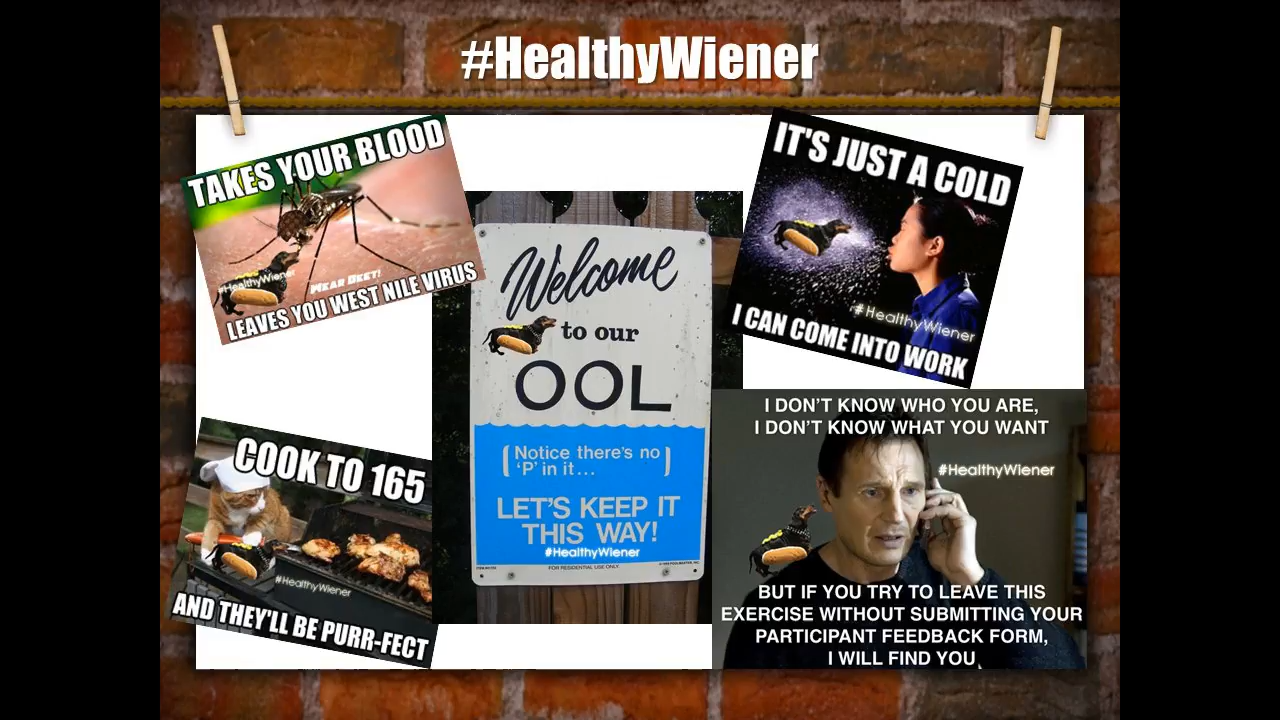 #HealthyWiener
TAKES YOUR BLOOD
#HealthyWiener
WEAR DEET!
LEAVES YOU WEST NILE VIRUS
Welcome
to our
OOL
[Notice there's no
'P' in it...]
LET'S KEEP IT
THIS WAY!
#HealthyWiener
FOR RESIDENTIAL USE ONLY.
IT'S JUST A COLD
#HealthyWiener
I CAN COME INTO WORK
COOK TO 165
#HealthyWiener
AND THEY'LL BE PURR-FECT
I DON'T KNOW WHO YOU ARE,
I DON'T KNOW WHAT YOU WANT
#HealthyWiener
BUT IF YOU TRY TO LEAVE THIS
EXERCISE WITHOUT SUBMITTING YOUR
PARTICIPANT FEEDBACK FORM,
I WILL FIND YOU